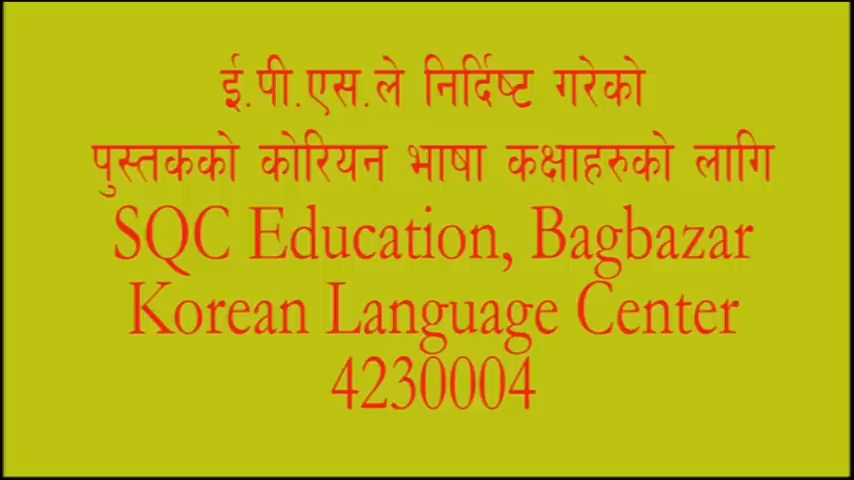 ई.पी.एस.ले निर्दिष्ट गरेको
पुस्तकको कोरियन भाषा कक्षाहरुको लागि
SQC Education, Bagbazar
Korean Language Center
4230004